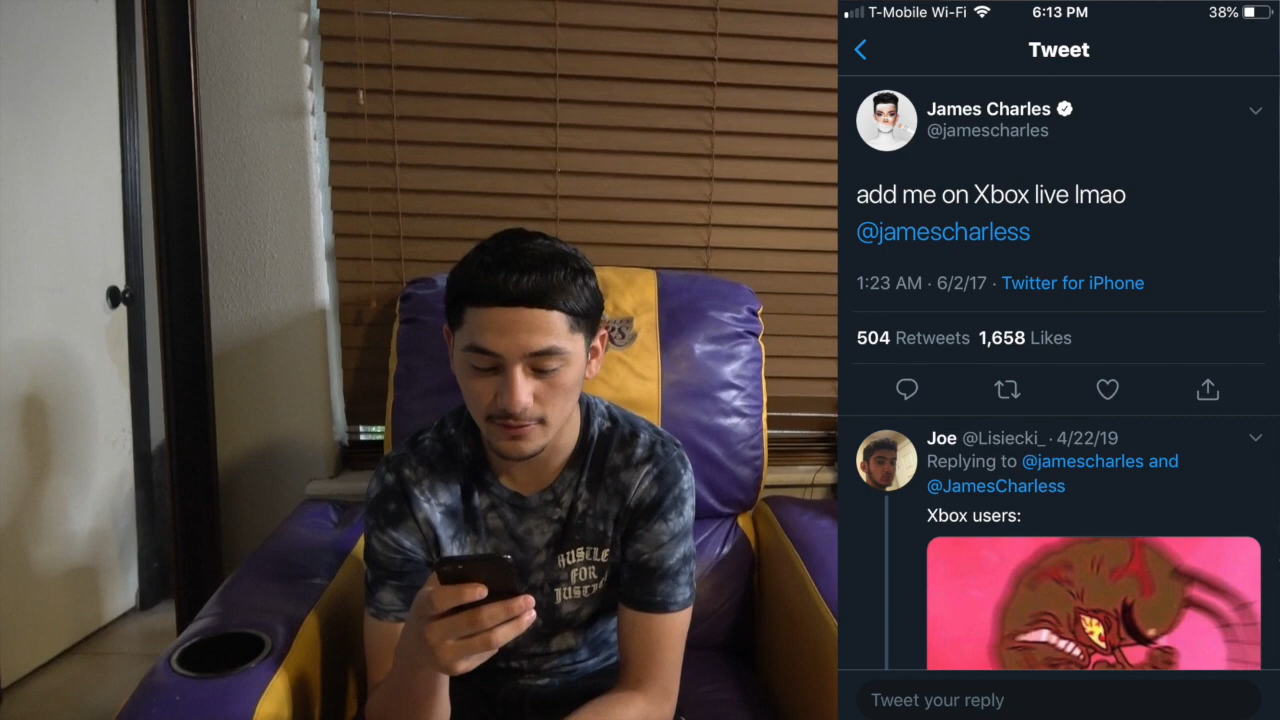 T-Mobile Wi-Fi 6:13 PM 38%
Tweet
James Charles
@jamescharles
add me on Xbox live lmao
@jamescharless
1:23 AM · 6/2/17 · Twitter for iPhone
504 Retweets 1,658 Likes
Joe @Lisiecki_ · 4/22/19
Replying to @jamescharles and
@JamesCharless
Xbox users:
Tweet your reply
HUSTLE
FOR
JUSTICE